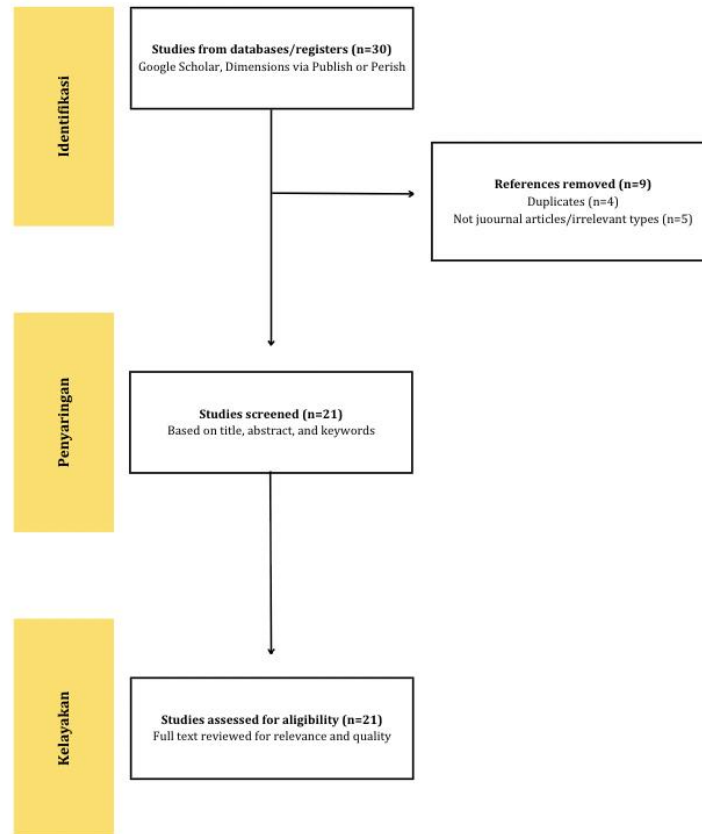 Identifikasi
Studies from databases/registers (n=30)
Google Scholar, Dimensions via Publish or Perish
References removed (n=9)
Duplicates (n=4)
Not juournal articles/irrelevant types (n=5)
Penyaringan
Studies screened (n=21)
Based on title, abstract, and keywords
Kelayakan
Studies assessed for aligibility (n=21)
Full text reviewed for relevance and quality